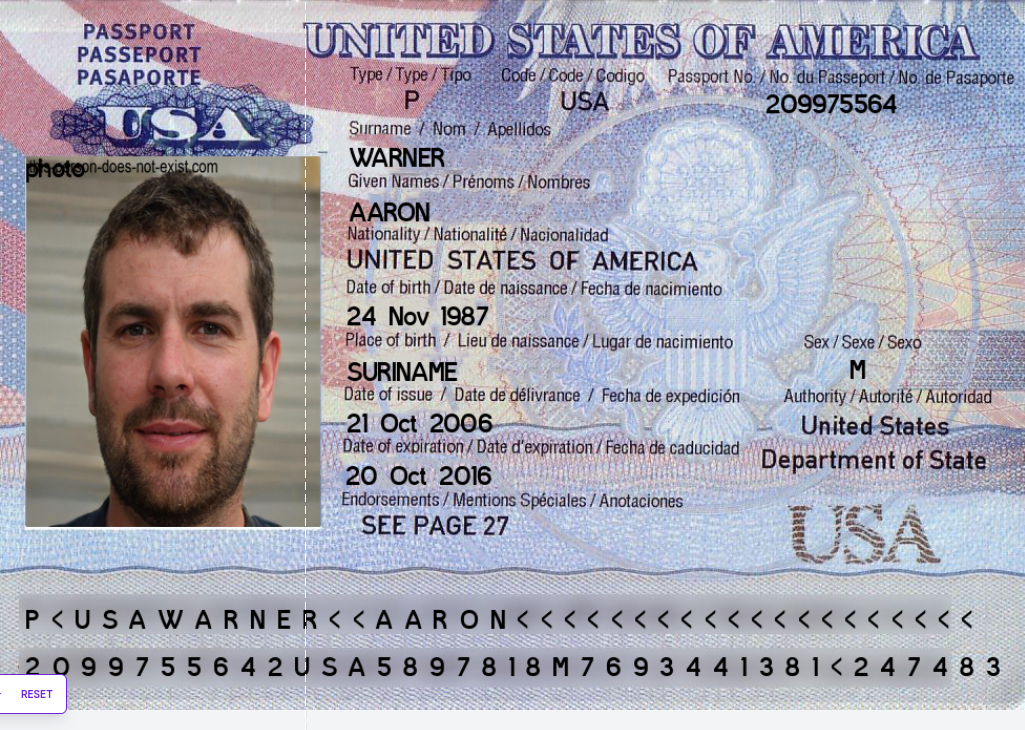 PASSPORT
PASSEPORT
PASAPORTE
USA
UNITED STATES OF AMERICA
Type / Type / Tipo Code / Code / Codigo Passport No. / No. du Passeport / No. de Pasaporte
P USA 209975564
Surname / Nom / Apellidos
WARNER
Given Names / Prénoms / Nombres
AARON
Nationality / Nationalité / Nacionalidad
UNITED STATES OF AMERICA
Date of birth / Date de naissance / Fecha de nacimiento
24 Nov 1987
Place of birth / Lieu de naissance / Lugar de nacimiento Sex / Sexe / Sexo
SURINAME M
Date of issue / Date de délivrance / Fecha de expedición Authority / Autorité / Autoridad
21 Oct 2006 United States
Date of expiration / Date d'expiration / Fecha de caducidad Department of State
20 Oct 2016
Endorsements / Mentions Spéciales / Anotaciones
SEE PAGE 27
USA
photo
person-does-not-exist.com
P<USAWARNER<<AARON<<<<<<<<<<<<<<<<<<
2099755642USA5897818M7693441381<247483
RESET